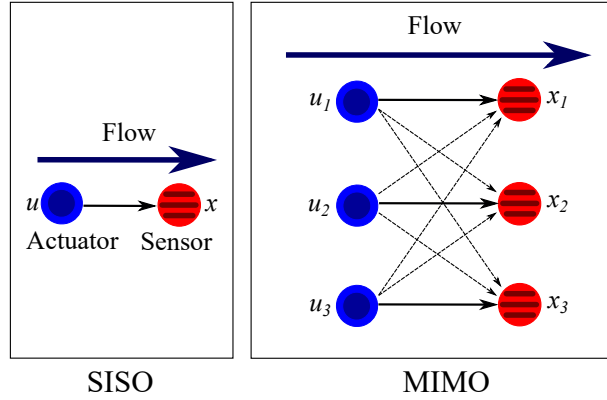 Flow
u
x
Actuator
Sensor
SISO
Flow
u1
x1
u2
x2
u3
x3
MIMO